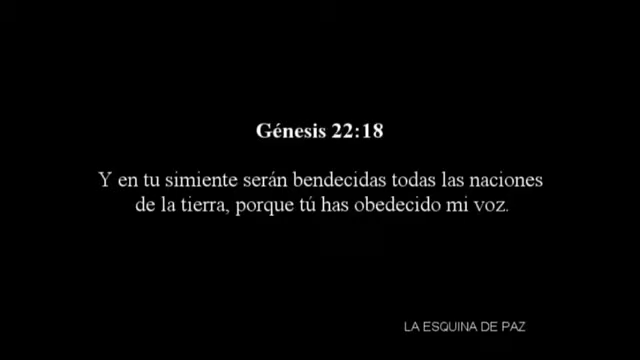 Génesis 22:18
Y en tu simiente serán bendecidas todas las naciones
de la tierra, porque tú has obedecido mi voz.
LA ESQUINA DE PAZ